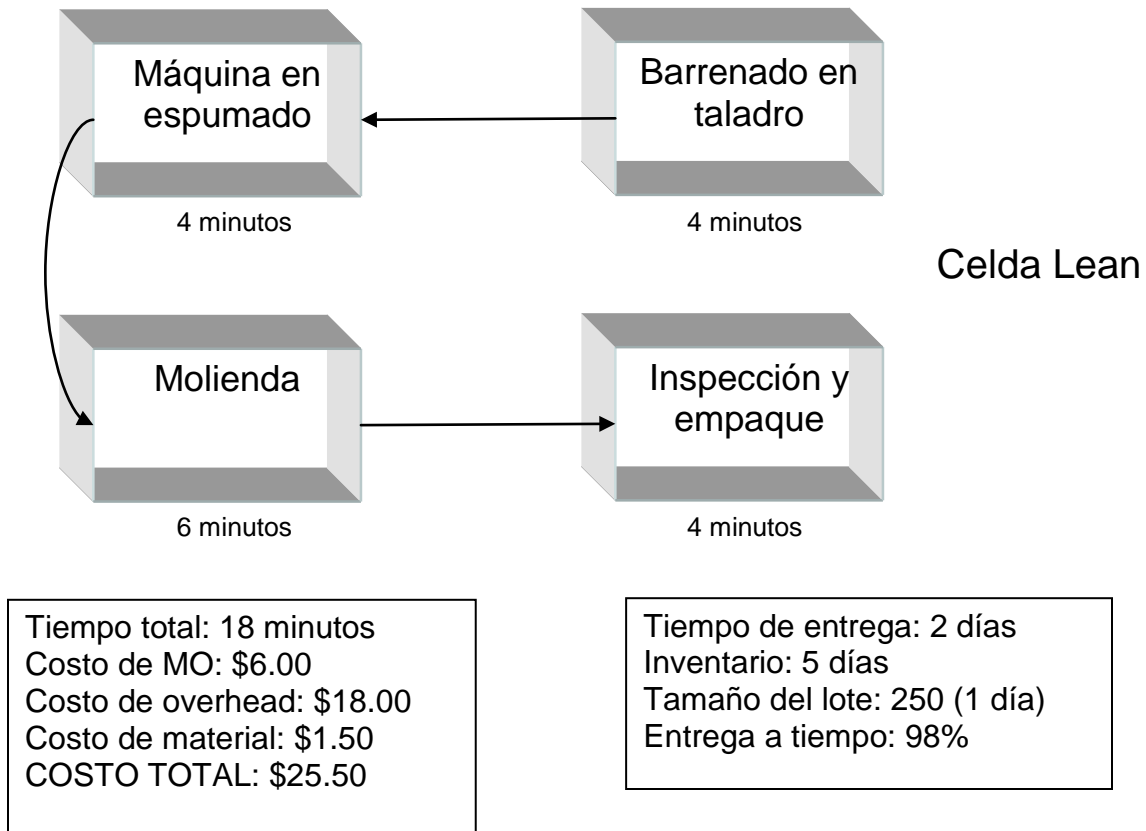 Máquina en
espumado
4 minutos
Barrenado en
taladro
4 minutos
Celda Lean
Molienda
6 minutos
Inspección y
empaque
4 minutos
Tiempo total: 18 minutos
Costo de MO: $6.00
Costo de overhead: $18.00
Costo de material: $1.50
COSTO TOTAL: $25.50
Tiempo de entrega: 2 días
Inventario: 5 días
Tamaño del lote: 250 (1 día)
Entrega a tiempo: 98%